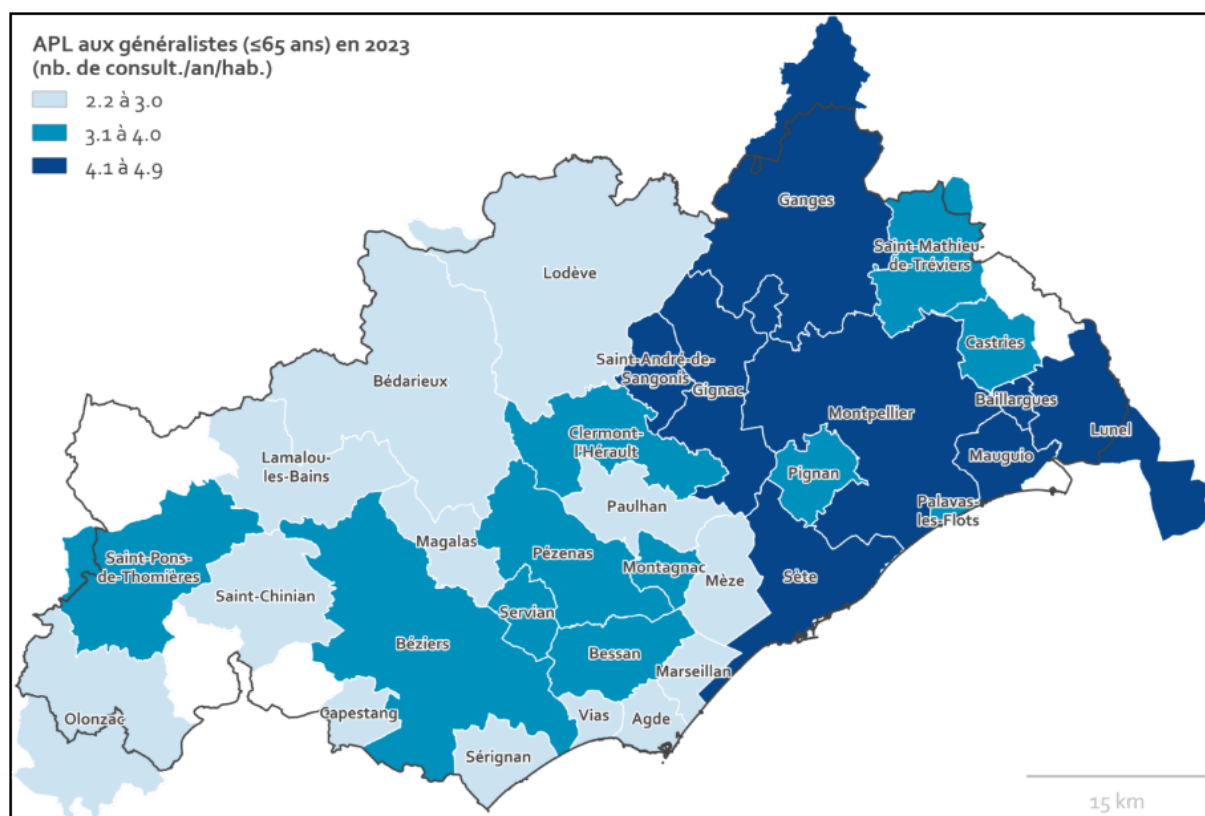 APL aux généralistes (≤65 ans) en 2023
(nb. de consult./an/hab.)
2.2 à 3.0
3.1 à 4.0
4.1 à 4.9
Ganges
Saint-Mathieu-
de-Tréviers
Lodève
Castries
Saint-André-de-
Sangonis
Gignac
Bédarieux
Baillargues
Montpellier
Lunel
Clermont-
l'Hérault
Mauguio
Lamalou-
les-Bains
Pignan
Paulhan
Palavas-
les-Flots
Magalas
Saint-Pons-
de-Thomières
Pézenas
Montagnac
Mèze
Sète
Saint-Chinian
Servian
Béziers
Bessan
Marseillan
Olonzac
Capestang
Vias
Agde
Sérignan
15 km